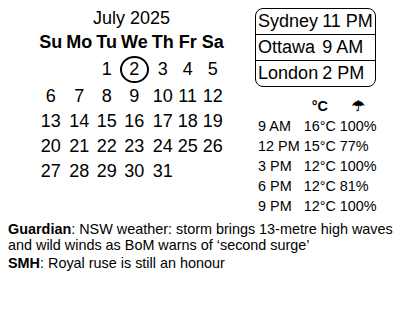 July 2025
Su Mo Tu We Th Fr Sa
1 2 3 4 5
6 7 8 9 10 11 12
13 14 15 16 17 18 19
20 21 22 23 24 25 26
27 28 29 30 31
Sydney 11 PM
Ottawa 9 AM
London 2 PM
°C ☂
9 AM 16°C 100%
12 PM 15°C 77%
3 PM 12°C 100%
6 PM 12°C 81%
9 PM 12°C 100%
Guardian: NSW weather: storm brings 13-metre high waves
and wild winds as BoM warns of ‘second surge’
SMH: Royal ruse is still an honour